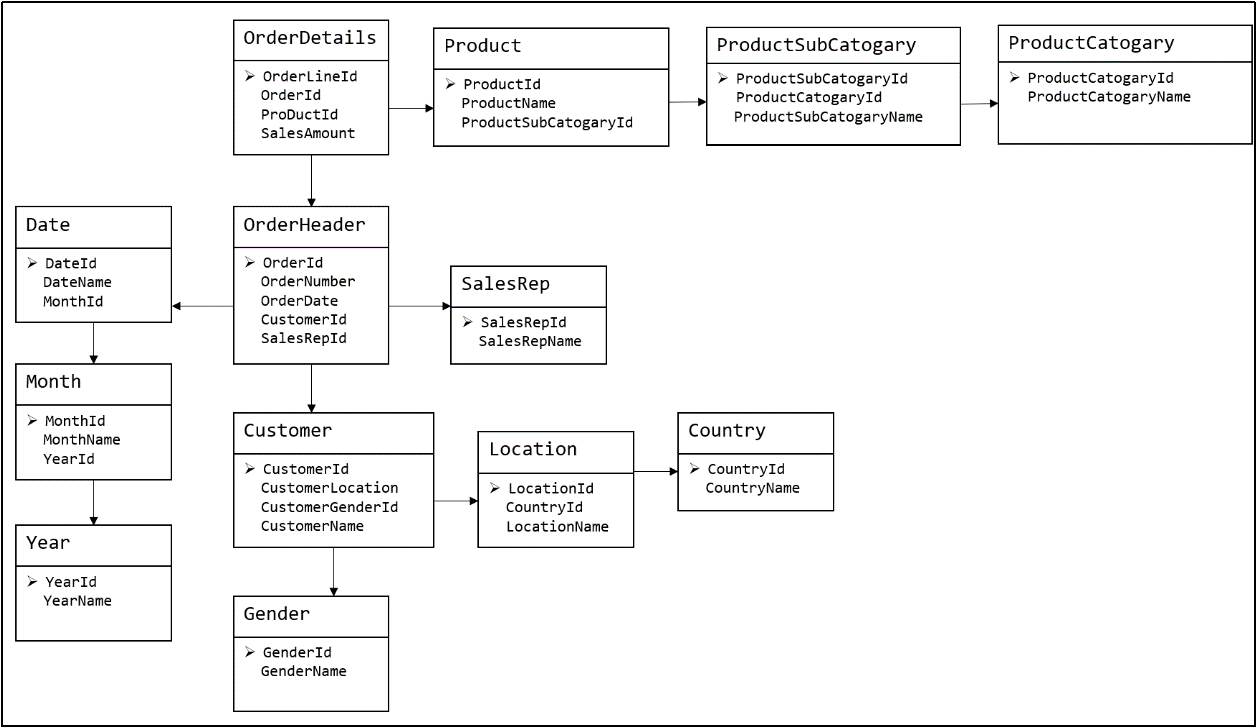 OrderDetails
OrderLineId
OrderId
ProDuctId
SalesAmount
Product
ProductId
ProductName
ProductSubCatogaryId
ProductSubCatogary
ProductSubCatogaryId
ProductCatogaryId
ProductSubCatogaryName
ProductCatogary
ProductCatogaryId
ProductCatogaryName
Date
DateId
DateName
MonthId
OrderHeader
OrderId
OrderNumber
OrderDate
CustomerId
SalesRepId
SalesRep
SalesRepId
SalesRepName
Month
MonthId
MonthName
YearId
Customer
CustomerId
CustomerLocation
CustomerGenderId
CustomerName
Location
LocationId
CountryId
LocationName
Country
CountryId
CountryName
Year
YearId
YearName
Gender
GenderId
GenderName